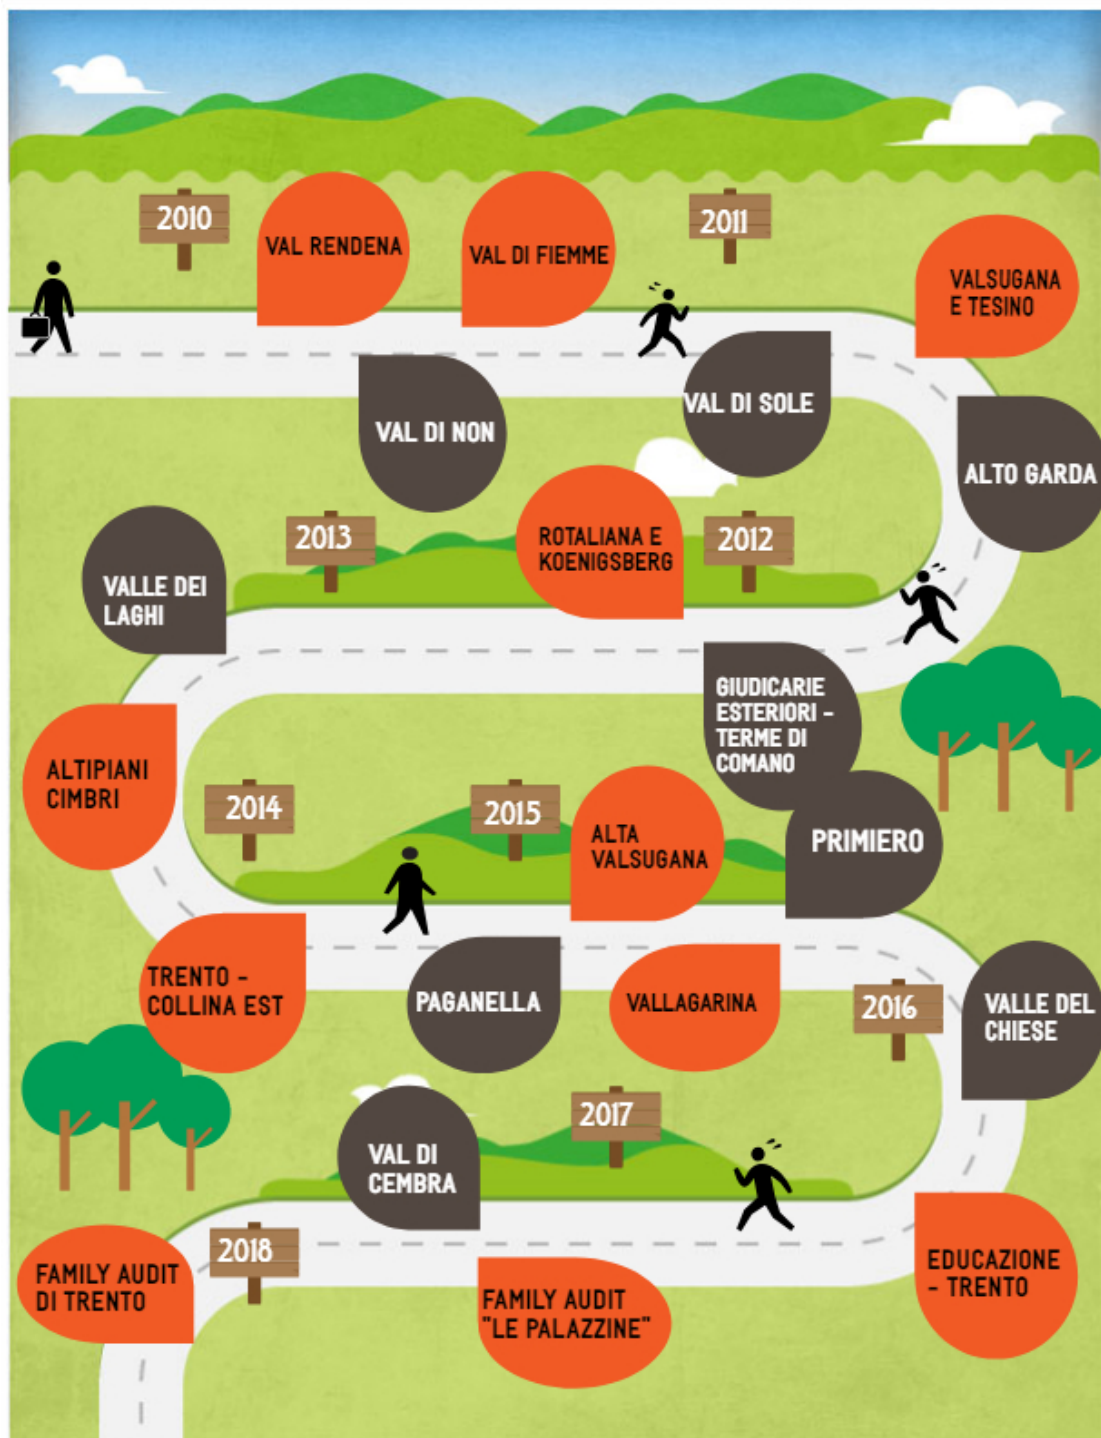 2010
VAL RENDENA
VAL DI FIEMME
2011
VALSUGANA
E TESINO
VAL DI NON
VAL DI SOLE
ALTO GARDA
2012
ROTALIANA E
KOENIGSBERG
2013
VALLE DEI
LAGHI
GIUDICARIE
ESTERIORI -
TERME DI
COMANO
ALTIPIANI
CIMBRI
2014
2015
ALTA
VALSUGANA
PRIMIERO
TRENTO -
COLLINA EST
PAGANELLA
VALLAGARINA
2016
VALLE DEL
CHIESE
2017
VAL DI
CEMBRA
EDUCAZIONE
- TRENTO
2018
FAMILY AUDIT
DI TRENTO
FAMILY AUDIT
"LE PALAZZINE"